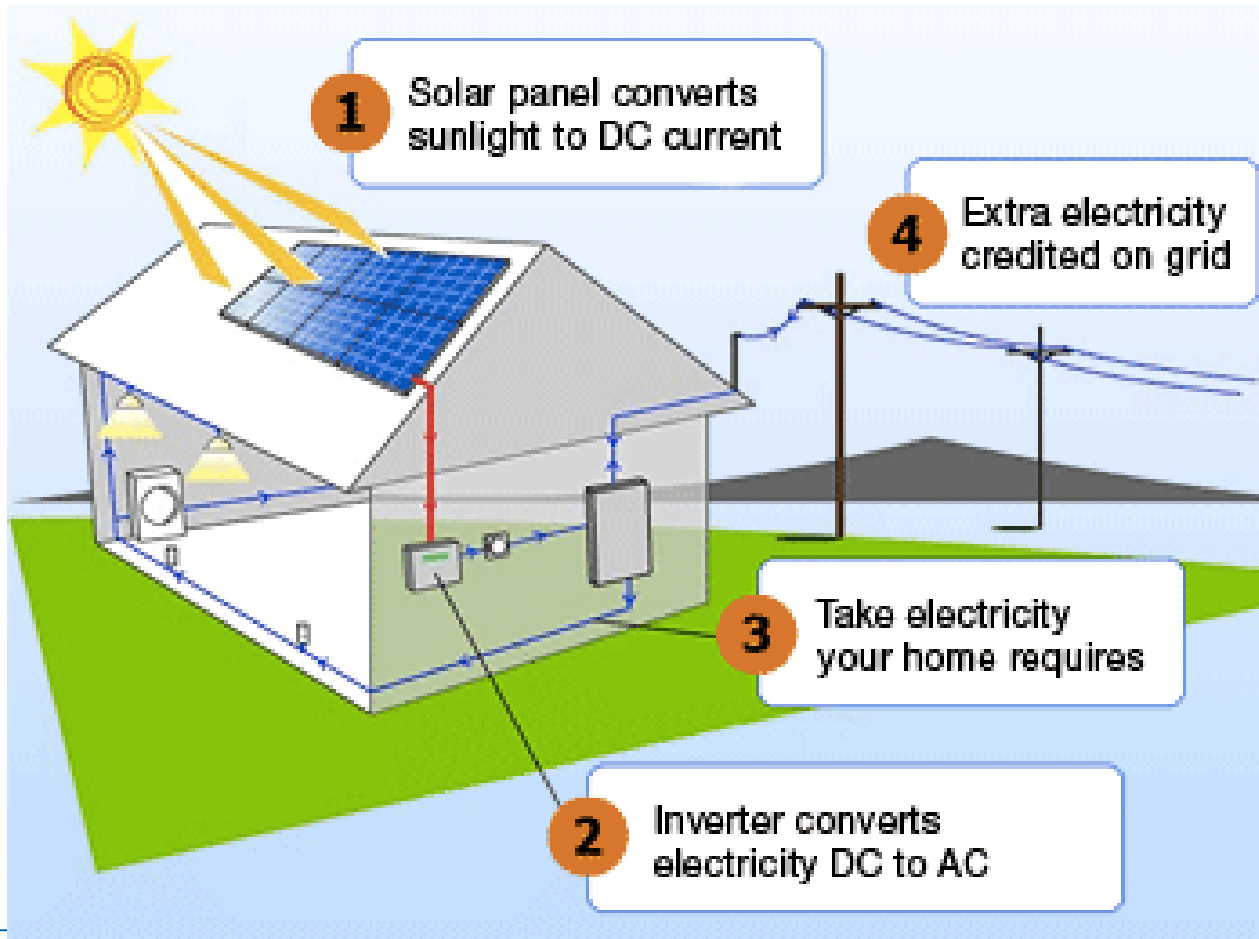 1
Solar panel converts
sunlight to DC current
4
Extra electricity
credited on grid
3
Take electricity
your home requires
2
Inverter converts
electricity DC to AC